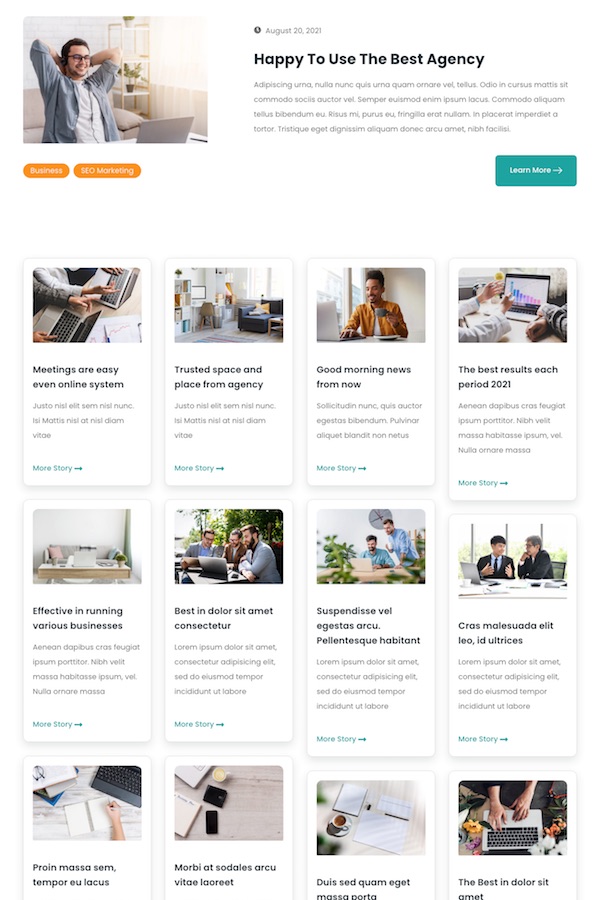 August 20, 2021
Happy To Use The Best Agency
Adipiscing urna, nulla nunc quis urna quam ornare vel, tellus. Odio in cursus mattis sit
commodo sociis auctor vel. Semper euismod enim ipsum lacus. Commodo aliquam
tellus bibendum eu. Risus mi, purus eu, fringilla erat nullam. In placerat imperdiet a
tortor. Tristique eget dignissim aliquam donec arcu amet, nibh facilisi.
Business
SEO Marketing
Learn More
Meetings are easy
even online system
Justo nisl elit sem nisl nunc.
Isi Mattis nisl at nisl diam
vitae
More Story
Trusted space and
place from agency
Justo nisl elit sem nisl nunc.
Isi Mattis nisl at nisl diam
vitae
More Story
Good morning news
from now
Sollicitudin nunc, quis auctor
egestas bibendum. Pulvinar
aliquet blandit non netus
More Story
The best results each
period 2021
Aenean dapibus cras feugiat
ipsum porttitor. Nibh velit
massa habitasse ipsum, vel.
Nulla ornare massa
More Story
Effective in running
various businesses
Aenean dapibus cras feugiat
ipsum porttitor. Nibh velit
massa habitasse ipsum, vel.
Nulla ornare massa
More Story
Best in dolor sit amet
consectetur
Lorem ipsum dolor sit amet,
consectetur adipisicing elit,
sed do eiusmod tempor
incididunt ut labore
More Story
Suspendisse vel
egestas arcu.
Pellentesque habitant
Lorem ipsum dolor sit amet,
consectetur adipisicing elit,
sed do eiusmod tempor
incididunt ut labore
More Story
Cras malesuada elit
leo, id ultrices
Lorem ipsum dolor sit amet,
consectetur adipisicing elit,
sed do eiusmod tempor
incididunt ut labore
More Story
Proin massa sem,
tempor eu lacus
Morbi at sodales arcu
vitae laoreet
Duis sed quam eget
massa porta
The Best in dolor sit
amet